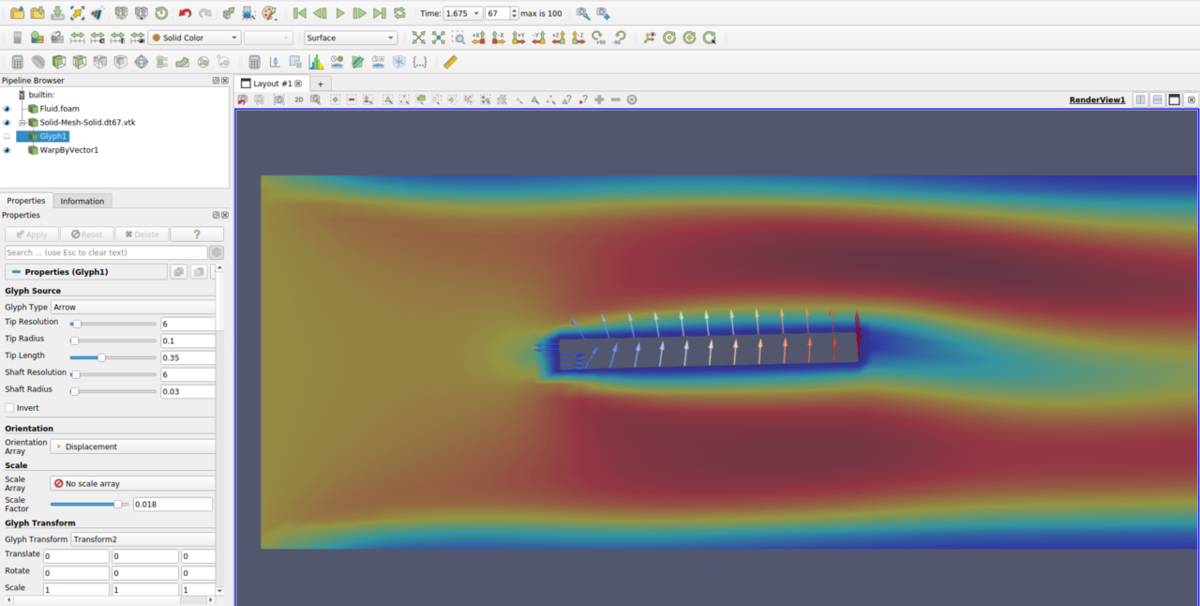 Time: 1.675 67 max is 100
Solid Color Surface
Pipeline Browser
Layout #1 +
builtin:
2D RenderView1
Fluid.foam
Solid-Mesh-Solid.dt67.vtk
Glyph1
WarpByVector1
Properties Information
Properties
Apply Reset Delete ?
Search ... (use Esc to clear text)
Properties (Glyph1)
Glyph Source
Glyph Type Arrow
Tip Resolution 6
Tip Radius 0.1
Tip Length 0.35
Shaft Resolution 6
Shaft Radius 0.03
Invert
Orientation
Orientation Array Displacement
Scale
Scale Array No scale array
Scale Factor 0.018
Glyph Transform
Glyph Transform Transform2
Translate 0 0 0
Rotate 0 0 0
Scale 1 1 1